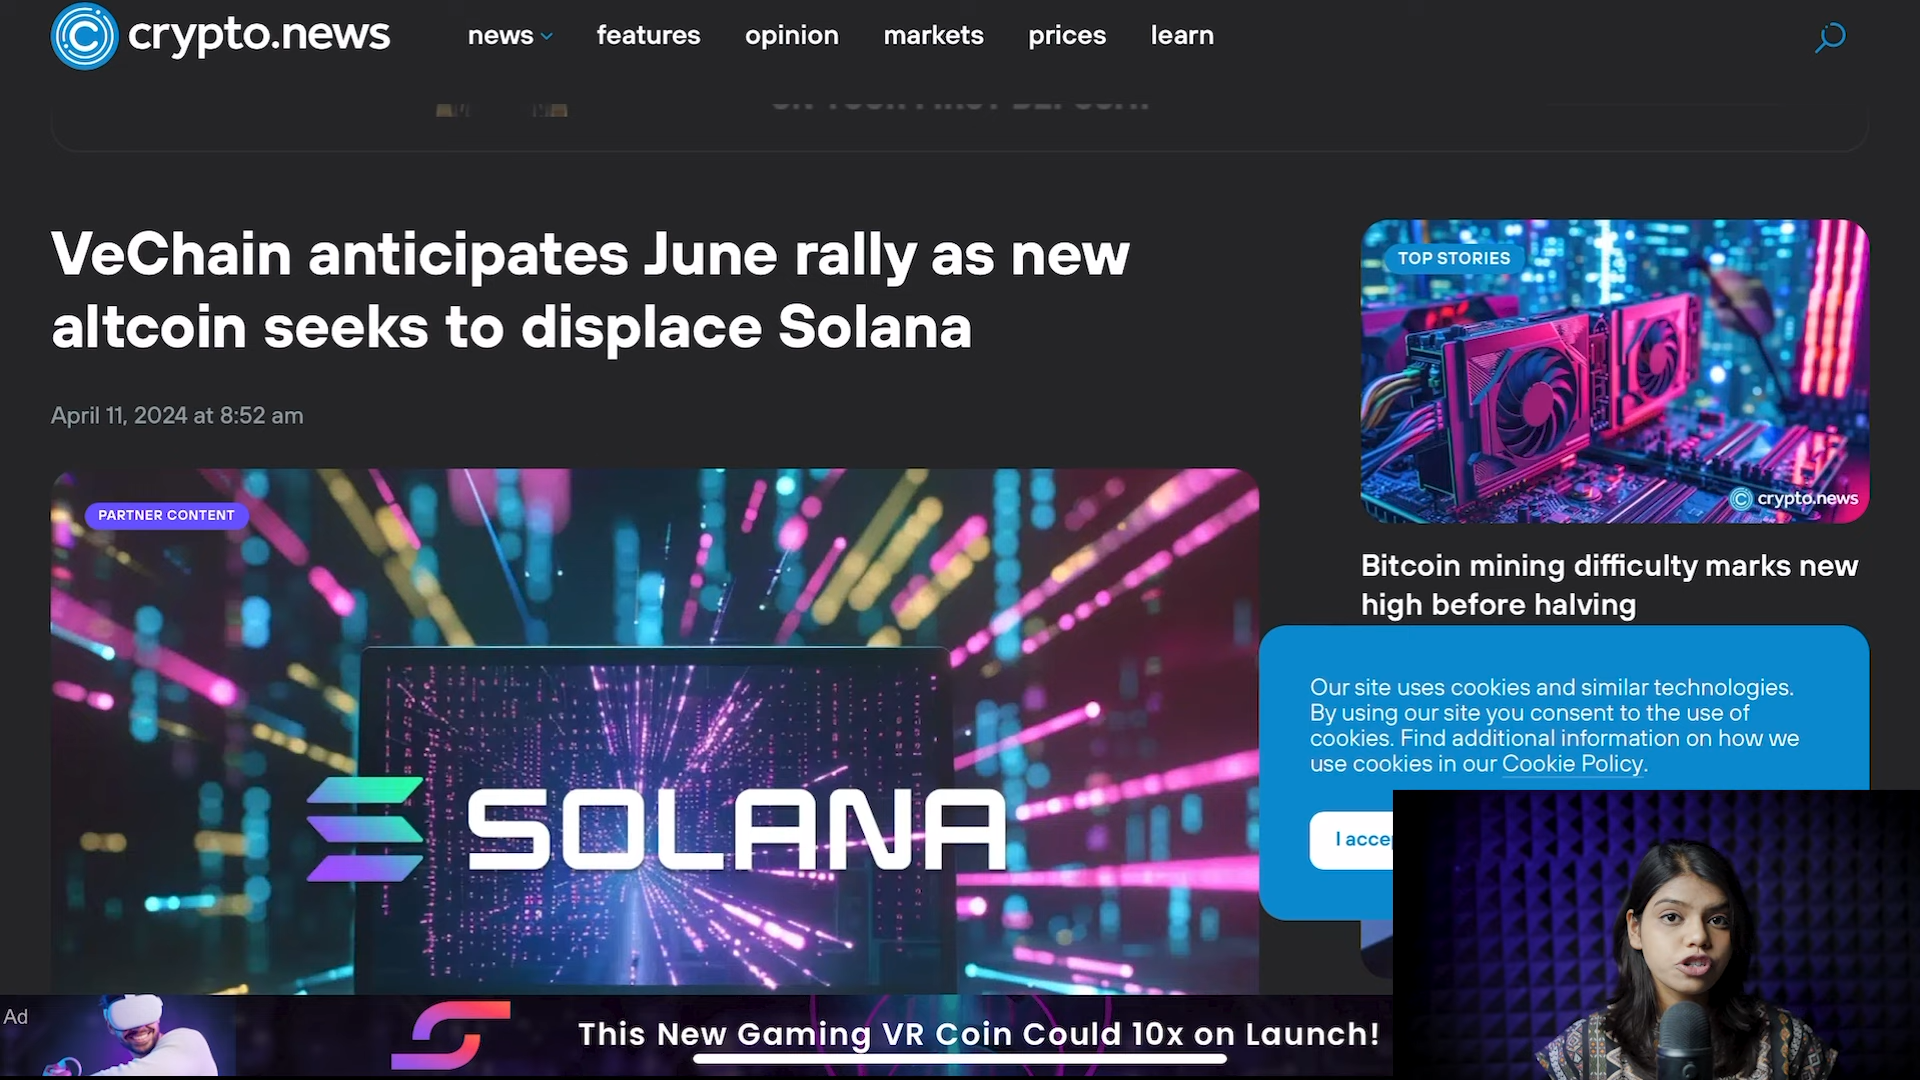 crypto.news
news
features
opinion
markets
prices
learn
VeChain anticipates June rally as new
altcoin seeks to displace Solana
April 11, 2024 at 8:52 am
PARTNER CONTENT
SOLANA
TOP STORIES
crypto.news
Bitcoin mining difficulty marks new
high before halving
Our site uses cookies and similar technologies.
By using our site you consent to the use of
cookies. Find additional information on how we
use cookies in our Cookie Policy.
I accep
Ad
This New Gaming VR Coin Could 10x on Launch!